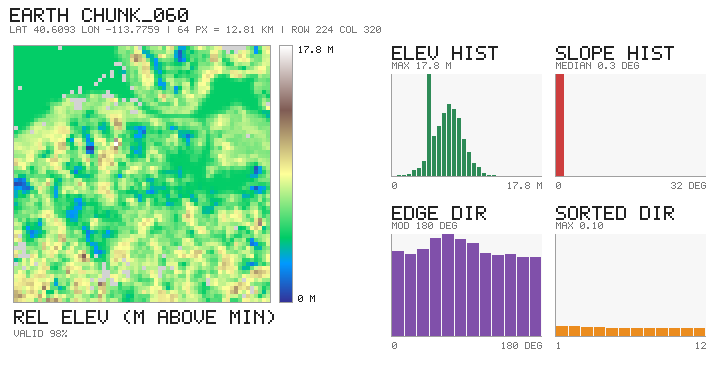 EARTH CHUNK_060
LAT 40.6093 LON -113.7759 | 64 PX = 12.81 KM | ROW 224 COL 320
17.8 M
0 M
REL ELEV (M ABOVE MIN)
VALID 98%
ELEV HIST
MAX 17.8 M
0 17.8 M
SLOPE HIST
MEDIAN 0.3 DEG
0 32 DEG
EDGE DIR
MOD 180 DEG
0 180 DEG
SORTED DIR
MAX 0.10
1 12